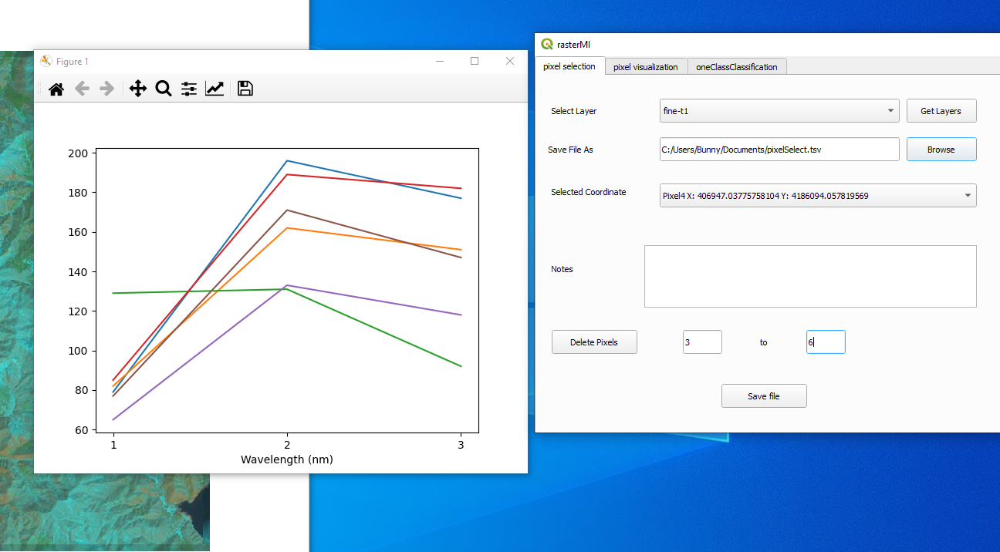 Figure 1
200
180
160
140
120
100
80
60
1 2 3
Wavelength (nm)
rasterMl
pixel selection pixel visualization oneClassClassification
Select Layer fine-t1 Get Layers
Save File As C:/Users/Bunny/Documents/pixelSelect.tsv Browse
Selected Coordinate Pixel4 X: 406947.03775758104 Y: 4186094.057819569
Notes
Delete Pixels 3 to 6
Save file